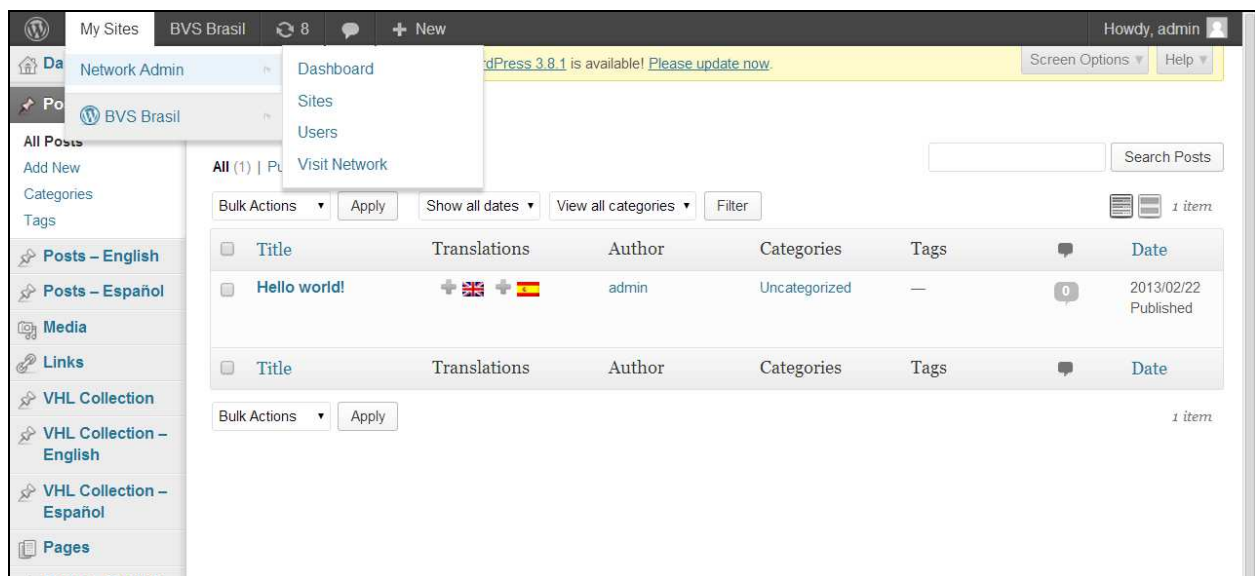 My Sites BVS Brasil 8 New Howdy, admin
Da
Network Admin
Dashboard
dPress 3.8.1 is available! Please update now.
Screen Options Help
Po
BVS Brasil
Sites
Users
Visit Network
All Posts
Add New
Categories
Tags
Posts – English
Posts – Español
Media
Links
VHL Collection
VHL Collection –
English
VHL Collection –
Español
Pages
Search Posts
All (1) | Pu
Bulk Actions Apply Show all dates View all categories Filter 1 item
Title Translations Author Categories Tags Date
Hello world! admin Uncategorized — 0 2013/02/22
Published
Title Translations Author Categories Tags Date
Bulk Actions Apply 1 item